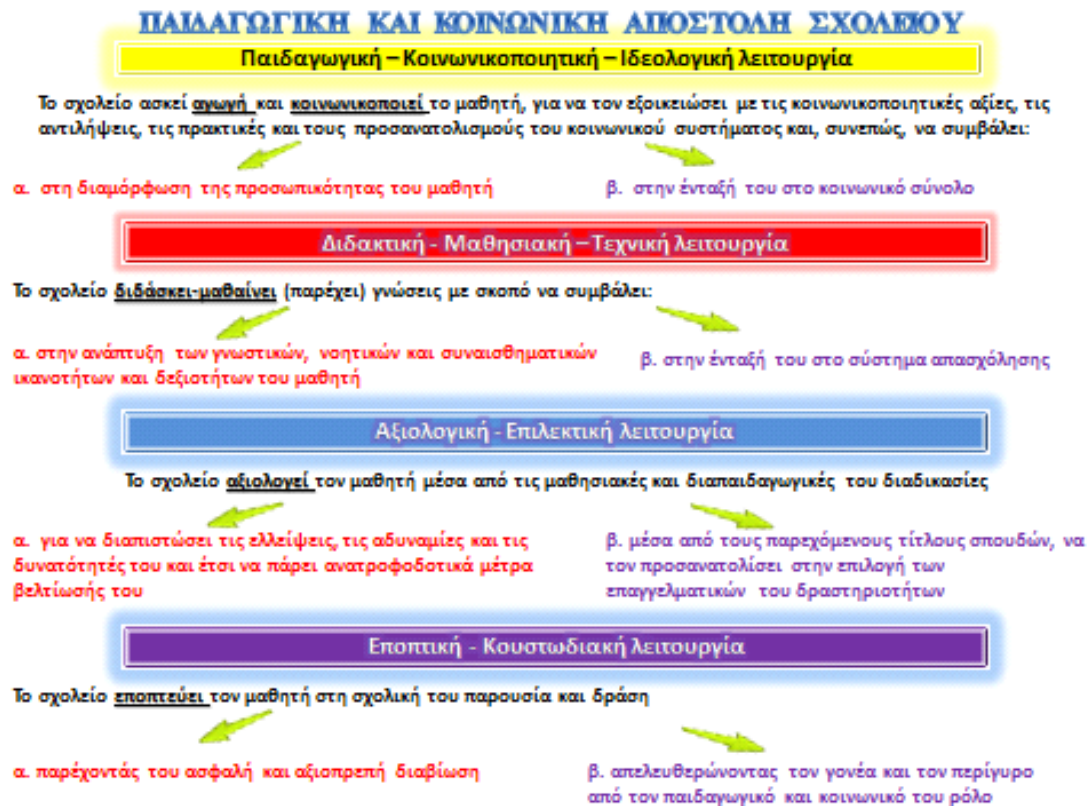 ΠΑΙΔΑΓΩΓΙΚΗ ΚΑΙ ΚΟΙΝΩΝΙΚΗ ΑΠΟΣΤΟΛΗ ΣΧΟΛΕΙΟΥ
Παιδαγωγική – Κοινωνικοποιητική – Ιδεολογική λειτουργία
Το σχολείο ασκεί αγωγή και κοινωνικοποιεί το μαθητή, για να τον εξοικειώσει με τις κοινωνικοποιητικές αξίες, τις
αντιλήψεις, τις πρακτικές και τους προσανατολισμούς του κοινωνικού συστήματος και, συνεπώς, να συμβάλει:
α. στη διαμόρφωση της προσωπικότητας του μαθητή
β. στην ένταξή του στο κοινωνικό σύνολο
Διδακτική - Μαθησιακή – Τεχνική λειτουργία
Το σχολείο διδάσκει-μαθαίνει (παρέχει) γνώσεις με σκοπό να συμβάλει:
α. στην ανάπτυξη των γνωστικών, νοητικών και συναισθηματικών
ικανοτήτων και δεξιοτήτων του μαθητή
β. στην ένταξή του στο σύστημα απασχόλησης
Αξιολογική - Επιλεκτική λειτουργία
Το σχολείο αξιολογεί τον μαθητή μέσα από τις μαθησιακές και διαπαιδαγωγικές του διαδικασίες
α. για να διαπιστώσει τις ελλείψεις, τις αδυναμίες και τις
δυνατότητές του και έτσι να πάρει ανατροφοδοτικά μέτρα
βελτίωσής του
β. μέσα από τους παρεχόμενους τίτλους σπουδών, να
τον προσανατολίσει στην επιλογή των
επαγγελματικών του δραστηριοτήτων
Εποπτική - Κουστωδιακή λειτουργία
Το σχολείο εποπτεύει τον μαθητή στη σχολική του παρουσία και δράση
α. παρέχοντάς του ασφαλή και αξιοπρεπή διαβίωση
β. απελευθερώνοντας τον γονέα και τον περίγυρο
από τον παιδαγωγικό και κοινωνικό του ρόλο